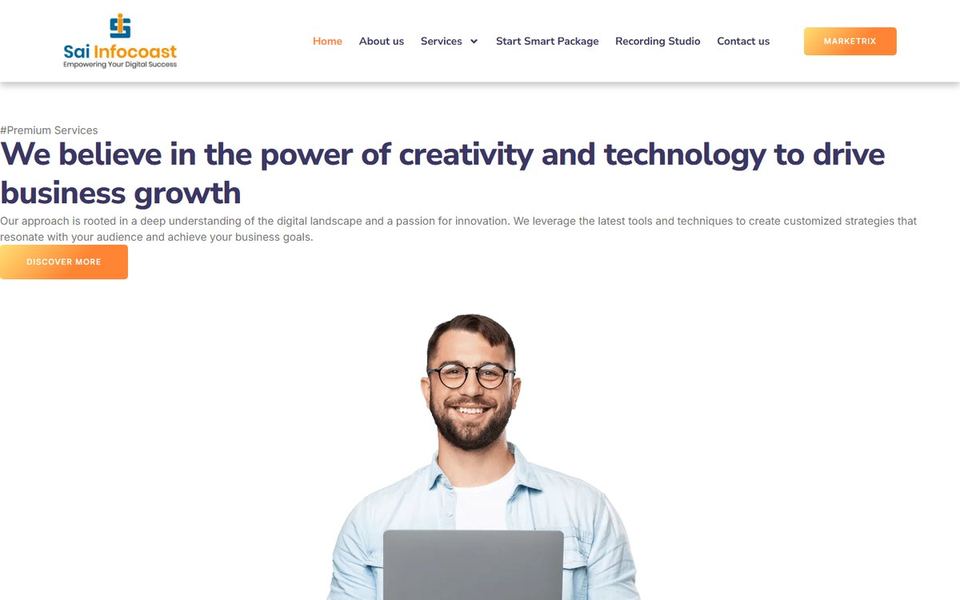 Sai Infocoast
Empowering Your Digital Success
Home About us Services Start Smart Package Recording Studio Contact us MARKETRIX
#Premium Services
We believe in the power of creativity and technology to drive
business growth
Our approach is rooted in a deep understanding of the digital landscape and a passion for innovation. We leverage the latest tools and techniques to create customized strategies that
resonate with your audience and achieve your business goals.
DISCOVER MORE